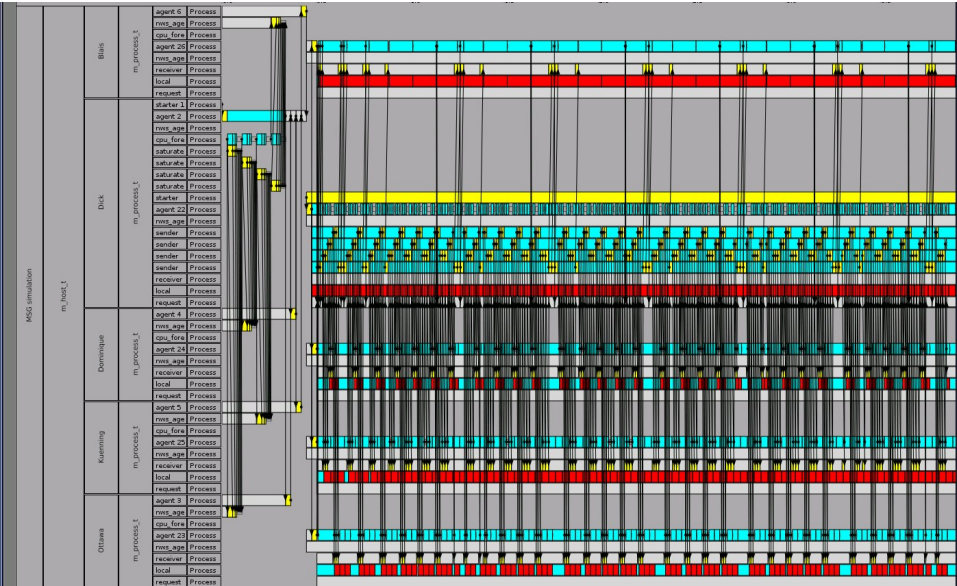 MSG simulation
m_host_t
Blais
m_process_t
agent 6 Process
nws_age Process
cpu_fore Process
agent 26 Process
nws_age Process
receiver Process
local Process
request Process
Dick
m_process_t
starter 1 Process
agent 2 Process
nws_age Process
cpu_fore Process
saturate Process
saturate Process
saturate Process
saturate Process
starter Process
agent 22 Process
nws_age Process
sender Process
sender Process
sender Process
sender Process
receiver Process
local Process
request Process
Dominique
m_process_t
agent 4 Process
nws_age Process
cpu_fore Process
agent 24 Process
nws_age Process
receiver Process
local Process
request Process
Kuenning
m_process_t
agent 5 Process
nws_age Process
cpu_fore Process
agent 25 Process
nws_age Process
receiver Process
local Process
request Process
Ottawa
m_process_t
agent 3 Process
nws_age Process
cpu_fore Process
agent 23 Process
nws_age Process
receiver Process
local Process
request Process